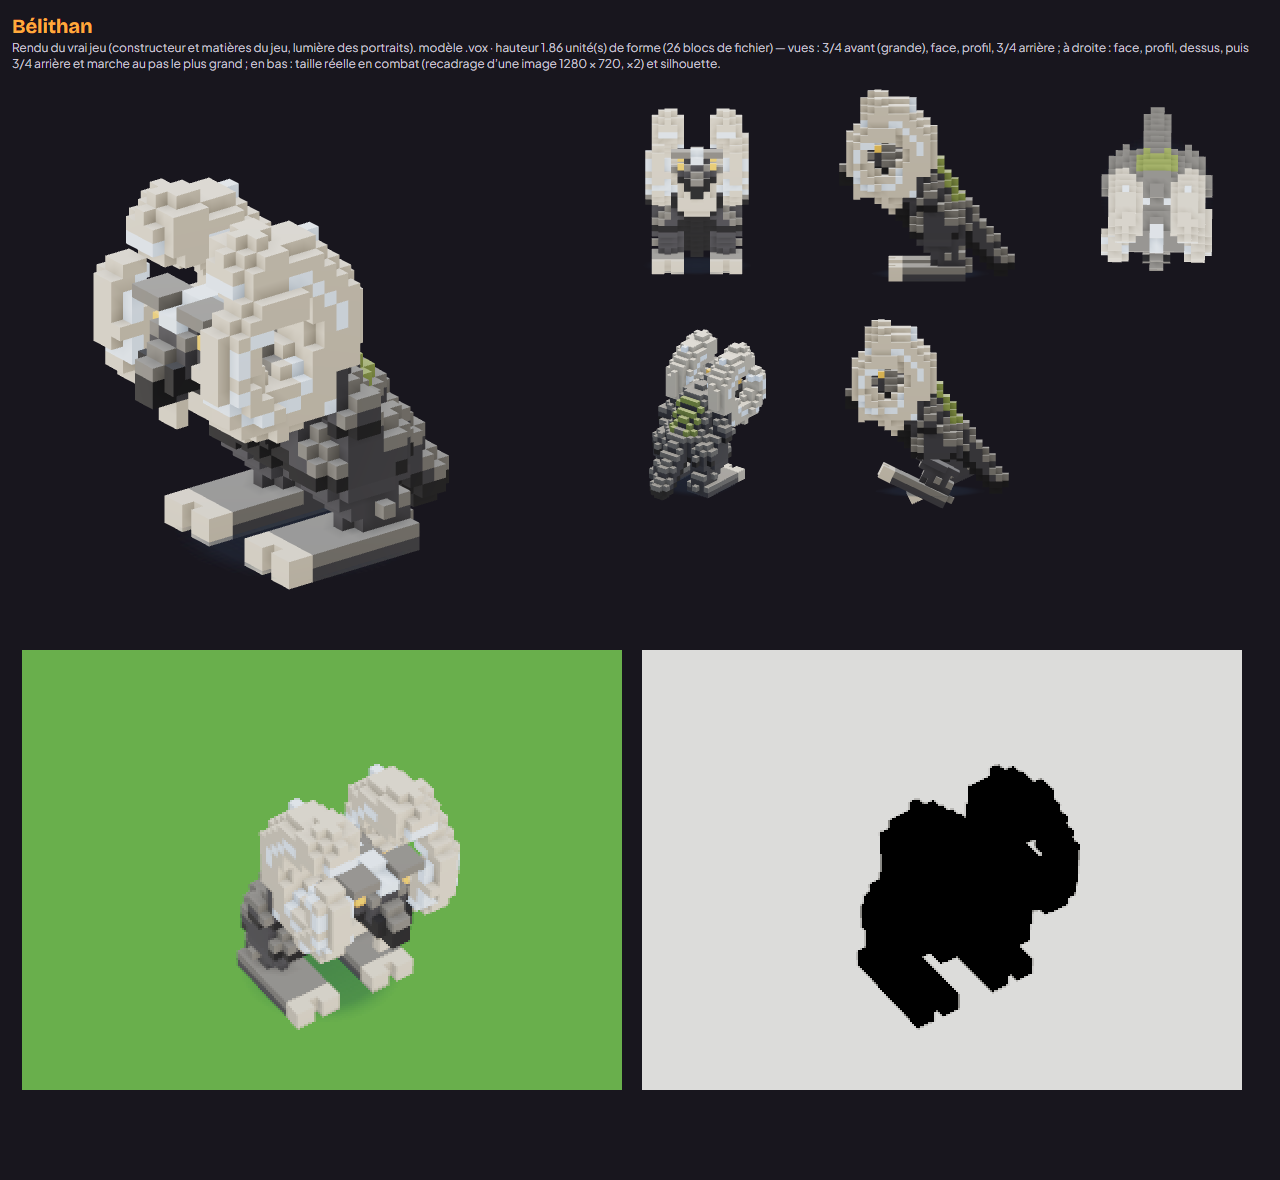 Bélithan
Rendu du vrai jeu (constructeur et matières du jeu, lumière des portraits). modèle .vox · hauteur 1.86 unité(s) de forme (26 blocs de fichier) — vues : 3/4 avant (grande), face, profil, 3/4 arrière ; à droite : face, profil, dessus, puis
3/4 arrière et marche au pas le plus grand ; en bas : taille réelle en combat (recadrage d'une image 1280 × 720, ×2) et silhouette.